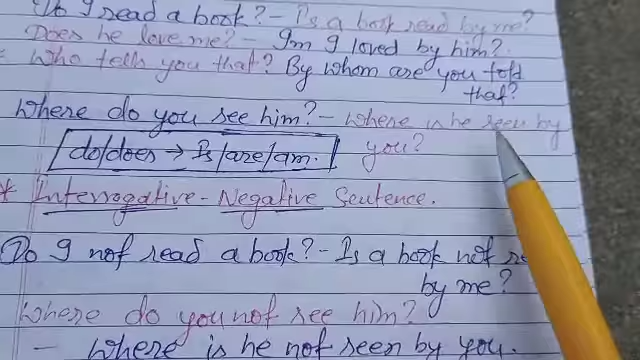 Do I read a book? - Is a book read by me?
Does he love me? - Im I loved by him?
Who tells you that? By whom are you told
that?
Where do you see him? - Where is he seen by
you?
do/does → Is/are/am.
* Interrogative - Negative Sentence.
Do I not read a book? - Is a book not
by me?
Where do you not see him?
- Where is he not seen by you.